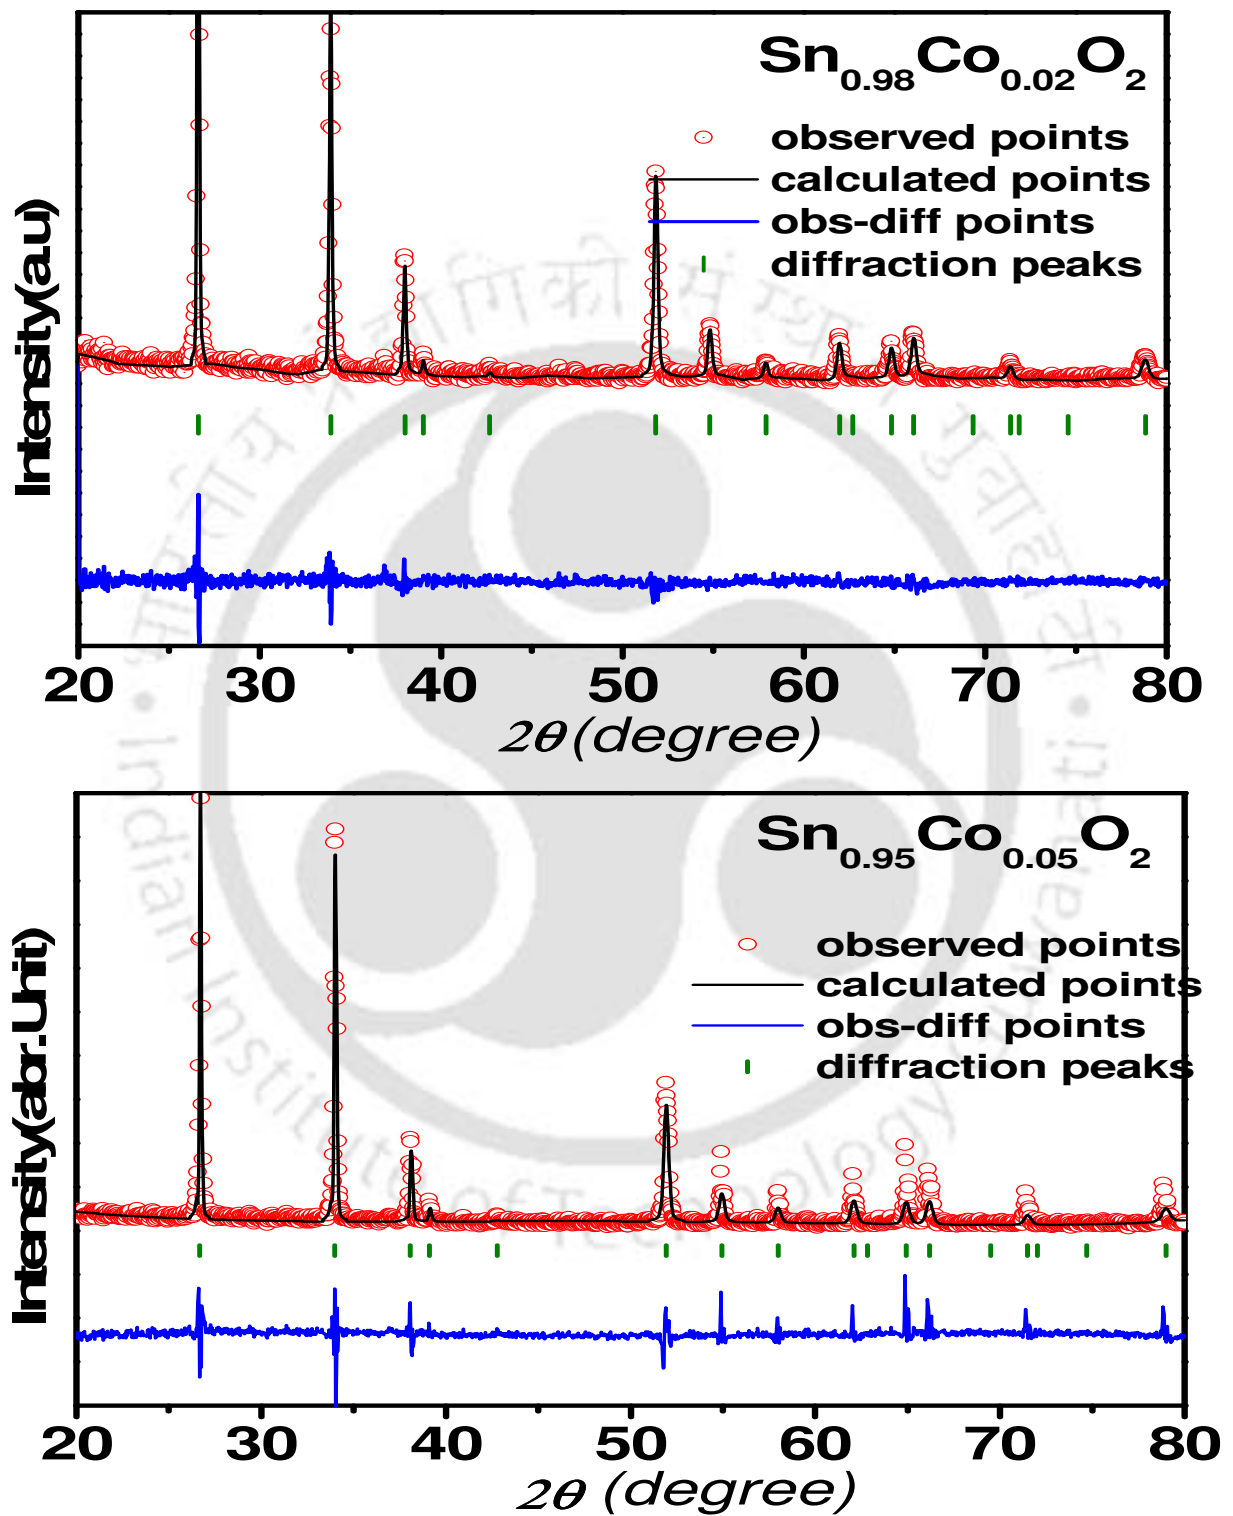 Sn0.98Co0.02O2
observed points
calculated points
obs-diff points
diffraction peaks
Intensity(a.u)
20 30 40 50 60 70 80
2θ (degree)
Sn0.95Co0.05O2
observed points
calculated points
obs-diff points
diffraction peaks
Intensity(abr.Unit)
20 30 40 50 60 70 80
2θ (degree)
Indian Institute of Technology Guwahati